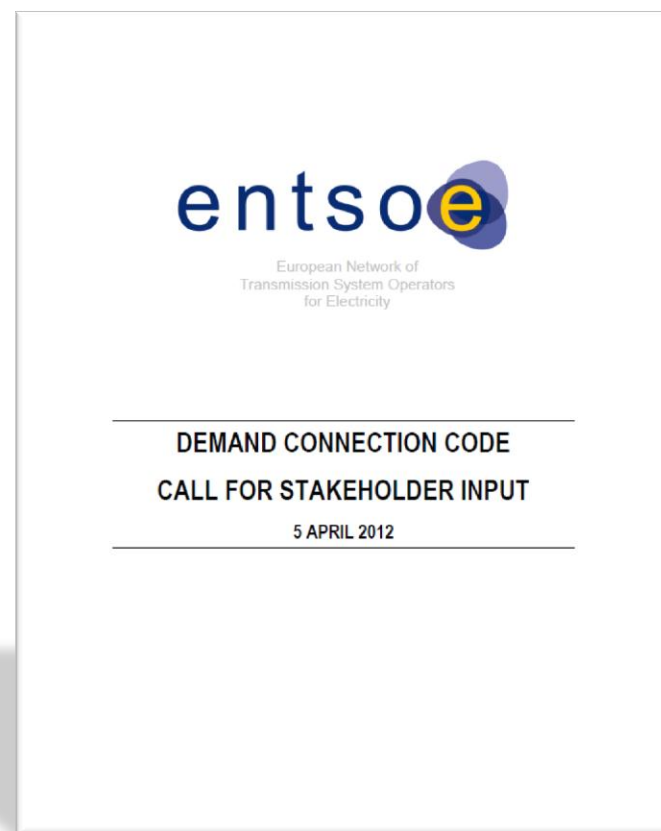 entsoe
European Network of
Transmission System Operators
for Electricity
DEMAND CONNECTION CODE
CALL FOR STAKEHOLDER INPUT
5 APRIL 2012